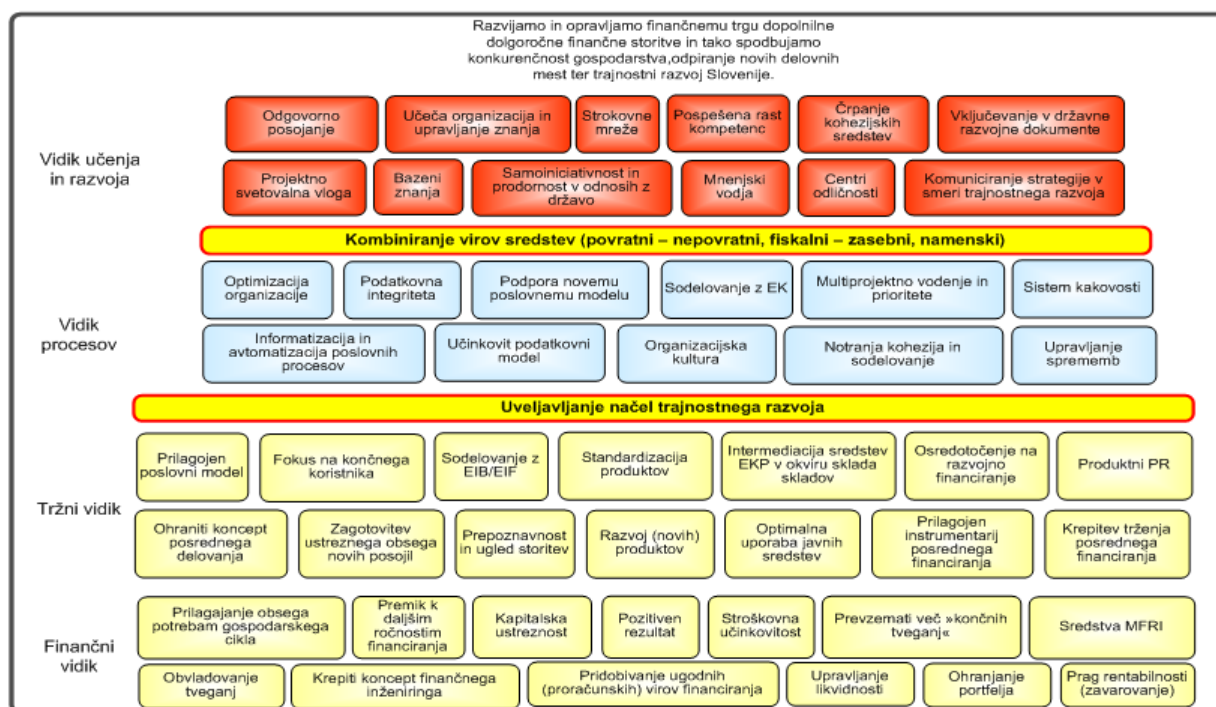 Razvijamo in opravljamo finančnemu trgu dopolnilne
dolgoročne finančne storitve in tako spodbujamo
konkurenčnost gospodarstva,odpiranje novih delovnih
mest ter trajnostni razvoj Slovenije.
Vidik učenja
in razvoja
Odgovorno
posojanje
Učeča organizacija in
upravljanje znanja
Strokovne
mreže
Pospešena rast
kompetenc
Črpanje
kohezijskih
sredstev
Vključevanje v državne
razvojne dokumente
Projektno
svetovalna vloga
Bazeni
znanja
Samoiniciativnost in
prodornost v odnosih z
državo
Mnenjski
vodja
Centri
odličnosti
Komuniciranje strategije v
smeri trajnostnega razvoja
Kombiniranje virov sredstev (povratni – nepovratni, fiskalni – zasebni, namenski)
Vidik
procesov
Optimizacija
organizacije
Podatkovna
integriteta
Podpora novemu
poslovnemu modelu
Sodelovanje z EK
Multiprojektno vodenje in
prioritete
Sistem kakovosti
Informatizacija in
avtomatizacija poslovnih
procesov
Učinkovit podatkovni
model
Organizacijska
kultura
Notranja kohezija in
sodelovanje
Upravljanje
sprememb
Uveljavljanje načel trajnostnega razvoja
Tržni vidik
Prilagojen
poslovni model
Fokus na končnega
koristnika
Sodelovanje z
EIB/EIF
Standardizacija
produktov
Intermediacija sredstev
EKP v okviru sklada
skladov
Osredotočenje na
razvojno
financiranje
Produktni PR
Ohraniti koncept
posrednega
delovanja
Zagotovitev
ustreznega obsega
novih posojil
Prepoznavnost
in ugled storitev
Razvoj (novih)
produktov
Optimalna
uporaba javnih
sredstev
Prilagojen
instrumentarij
posrednega
financiranja
Krepitev trženja
posrednega
financiranja
Finančni
vidik
Prilagajanje obsega
potrebam gospodarskega
cikla
Premik k
daljšim
ročnostim
financiranja
Kapitalska
ustreznost
Pozitiven
rezultat
Stroškovna
učinkovitost
Prevzemati več »končnih
tveganj«
Sredstva MFRI
Obvladovanje
tveganj
Krepiti koncept finančnega
inženiringa
Pridobivanje ugodnih
(proračunskih) virov financiranja
Upravljanje
likvidnosti
Ohranjanje
portfelja
Prag rentabilnosti
(zavarovanje)